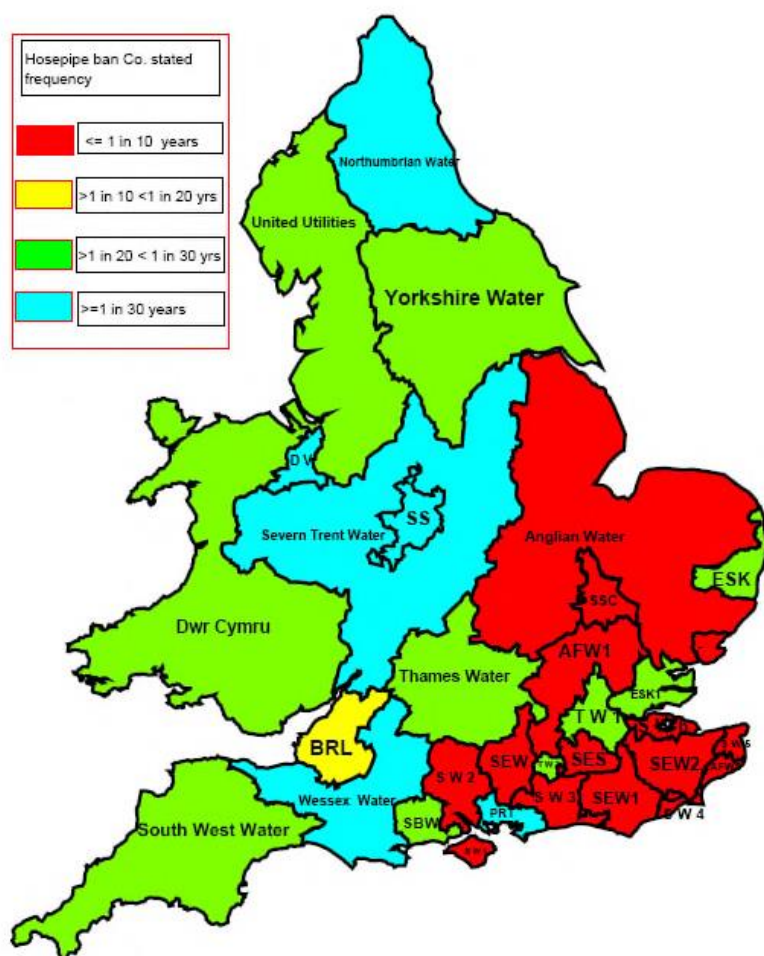 Hosepipe ban Co. stated
frequency
<= 1 in 10 years
>1 in 10 <1 in 20 yrs
>1 in 20 < 1 in 30 yrs
>=1 in 30 years
Northumbrian Water
United Utilities
Yorkshire Water
D V
SS
Severn Trent Water
Anglian Water
ESK
SSC
Dwr Cymru
AFW1
Thames Water
ESK1
T W 1
BRL
SEW
SES
SEW2
S W 2
Wessex Water
S W 3
SEW1
PRT
S W 4
SBW
South West Water